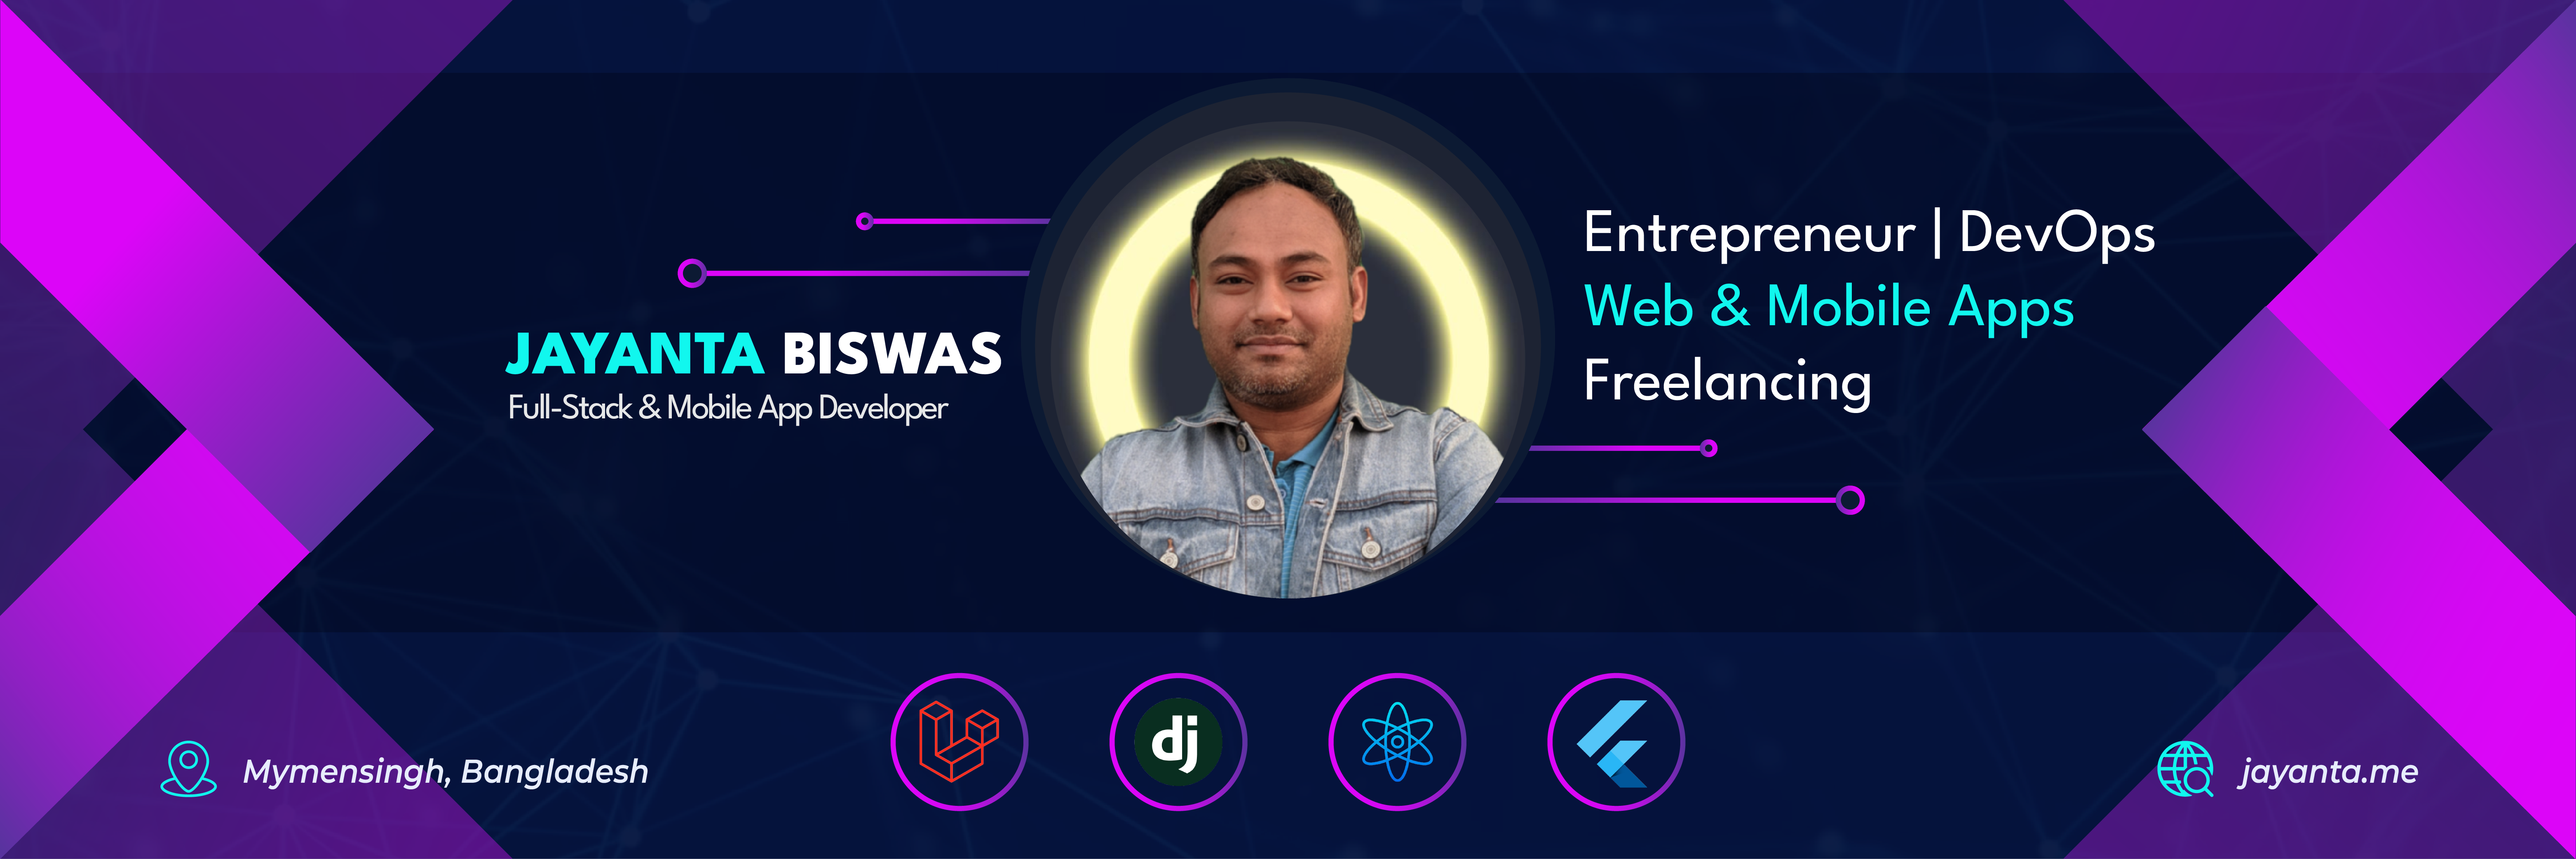 JAYANTA BISWAS
Full-Stack & Mobile App Developer
Entrepreneur | DevOps
Web & Mobile Apps
Freelancing
dj
Mymensingh, Bangladesh
jayanta.me